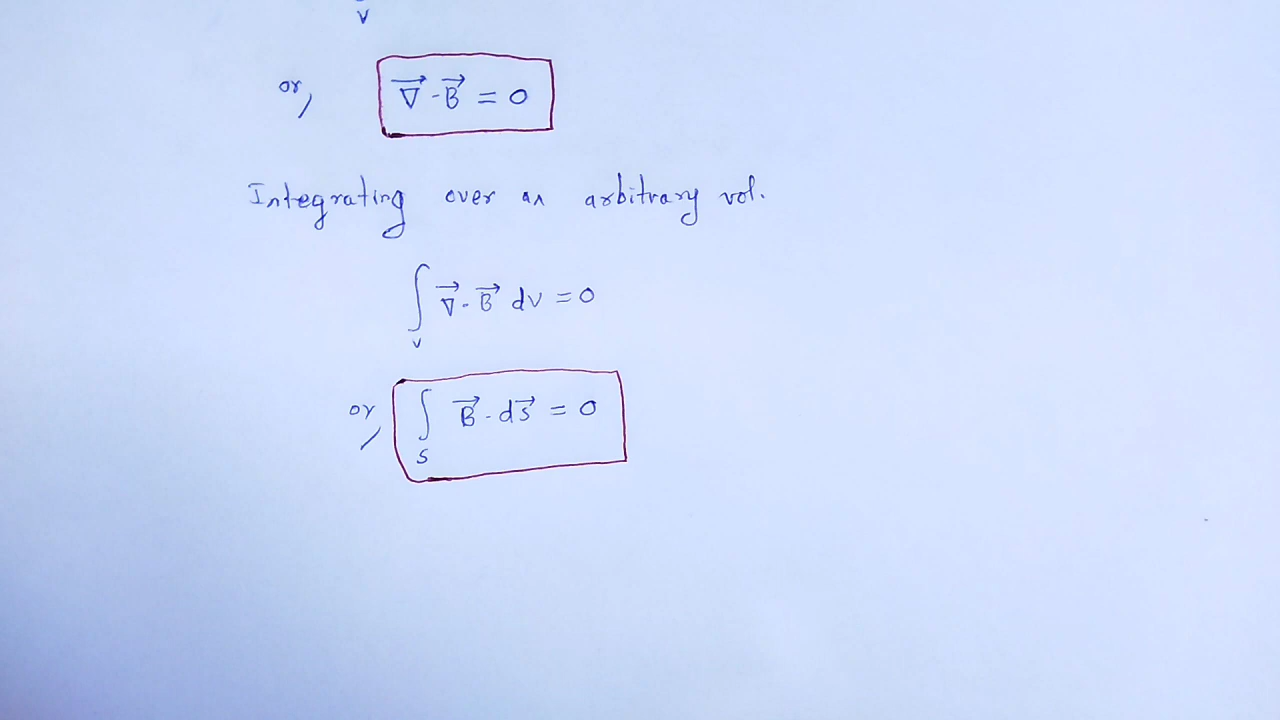 v
or, ∇⃗ · B⃗ = 0
Integrating over an arbitrary vol.
∫_v ∇⃗ · B⃗ dv = 0
or, ∫_S B⃗ · dS⃗ = 0